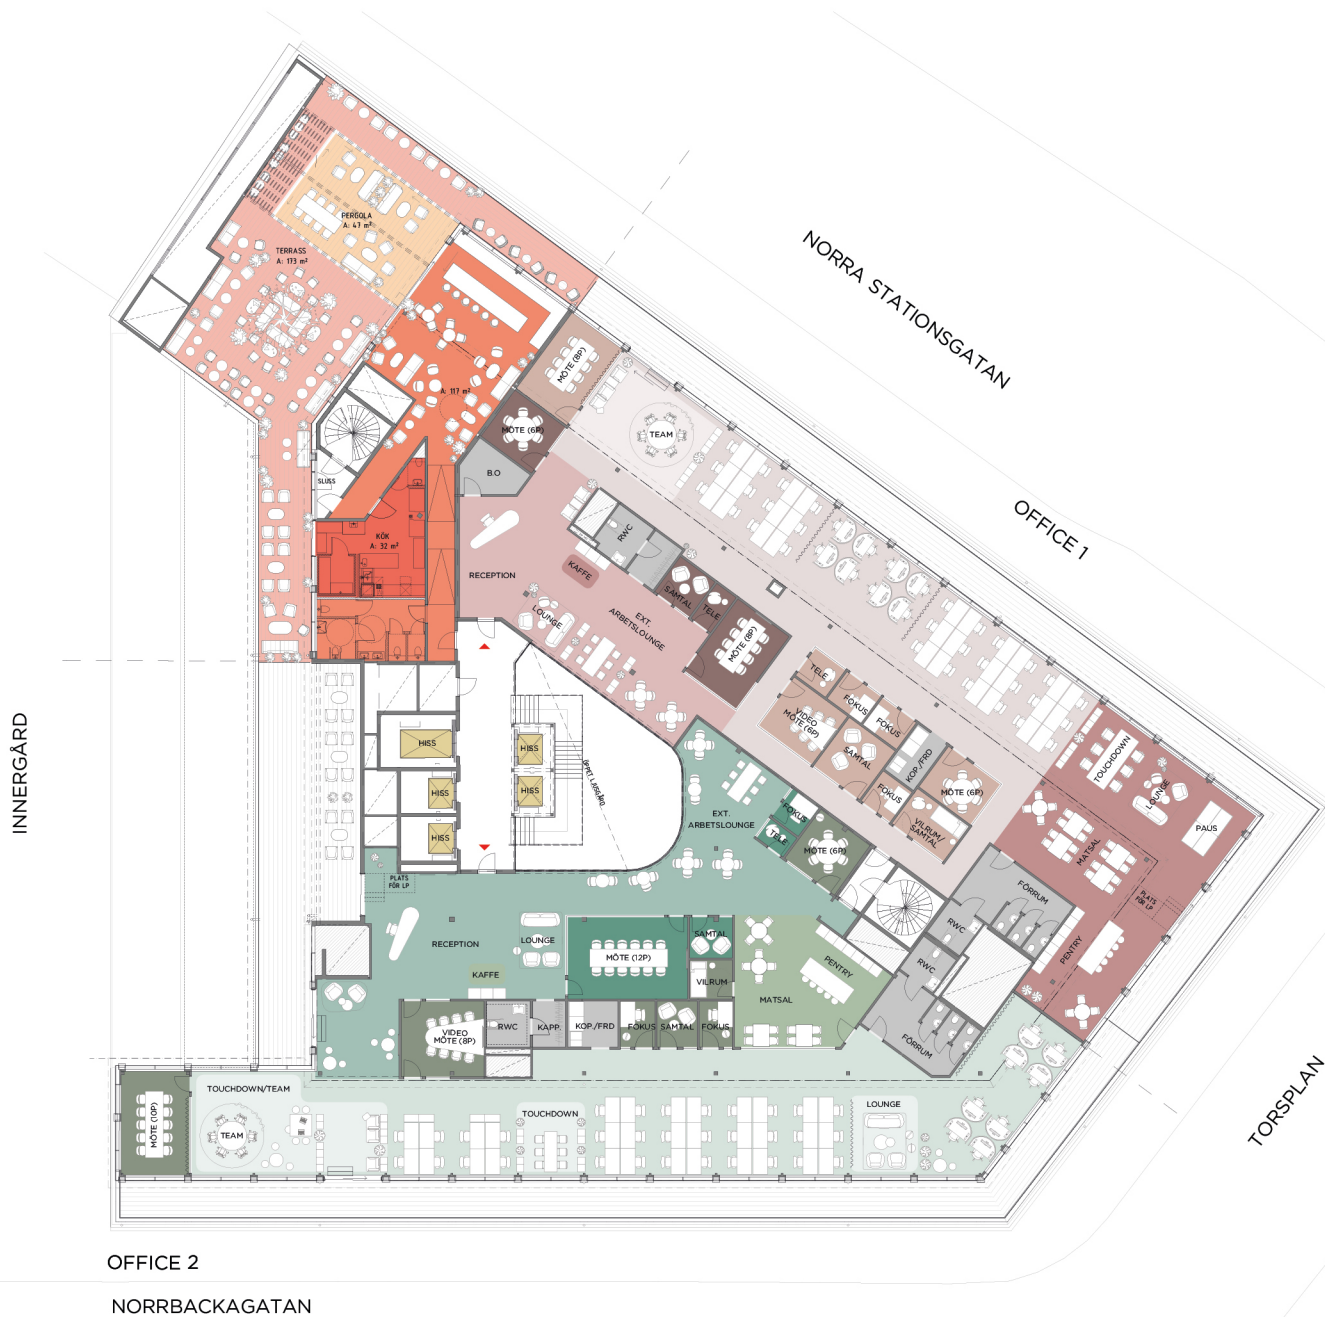 PERGOLA
A: 47 m²
TERRASS
A: 173 m²
NORRA STATIONSGATAN
A: 117 m²
MÖTE (8P)
MÖTE (6P)
TEAM
B.O
SLUSS
KÖK
A: 32 m²
OFFICE 1
RWC
RECEPTION
KAFFE
SAMTAL
TELE
LOUNGE
EXT.
ARBETSLOUNGE
MÖTE (8P)
TELE
FOKUS
FOKUS
VIDEO
MÖTE (6P)
SAMTAL
KOP./FRD
FOKUS
MÖTE (6P)
VILRUM/
SAMTAL
TOUCHDOWN
LOUNGE
PAUS
MATSAL
PLATS
FÖR LP
PENTRY
FÖRRUM
RWC
RWC
FÖRRUM
INNERGÅRD
HISS
HISS
HISS
HISS
HISS
ÖPPET LJUSGÅRD
EXT.
ARBETSLOUNGE
FOKUS
TELE
MÖTE (6P)
PLATS
FÖR LP
RECEPTION
LOUNGE
KAFFE
MÖTE (12P)
SAMTAL
VILRUM
PENTRY
MATSAL
VIDEO
MÖTE (8P)
RWC
KAPP.
KOP./FRD
FOKUS
SAMTAL
FOKUS
MÖTE (10P)
TOUCHDOWN/TEAM
TEAM
TOUCHDOWN
LOUNGE
TORSPLAN
OFFICE 2
NORRBACKAGATAN